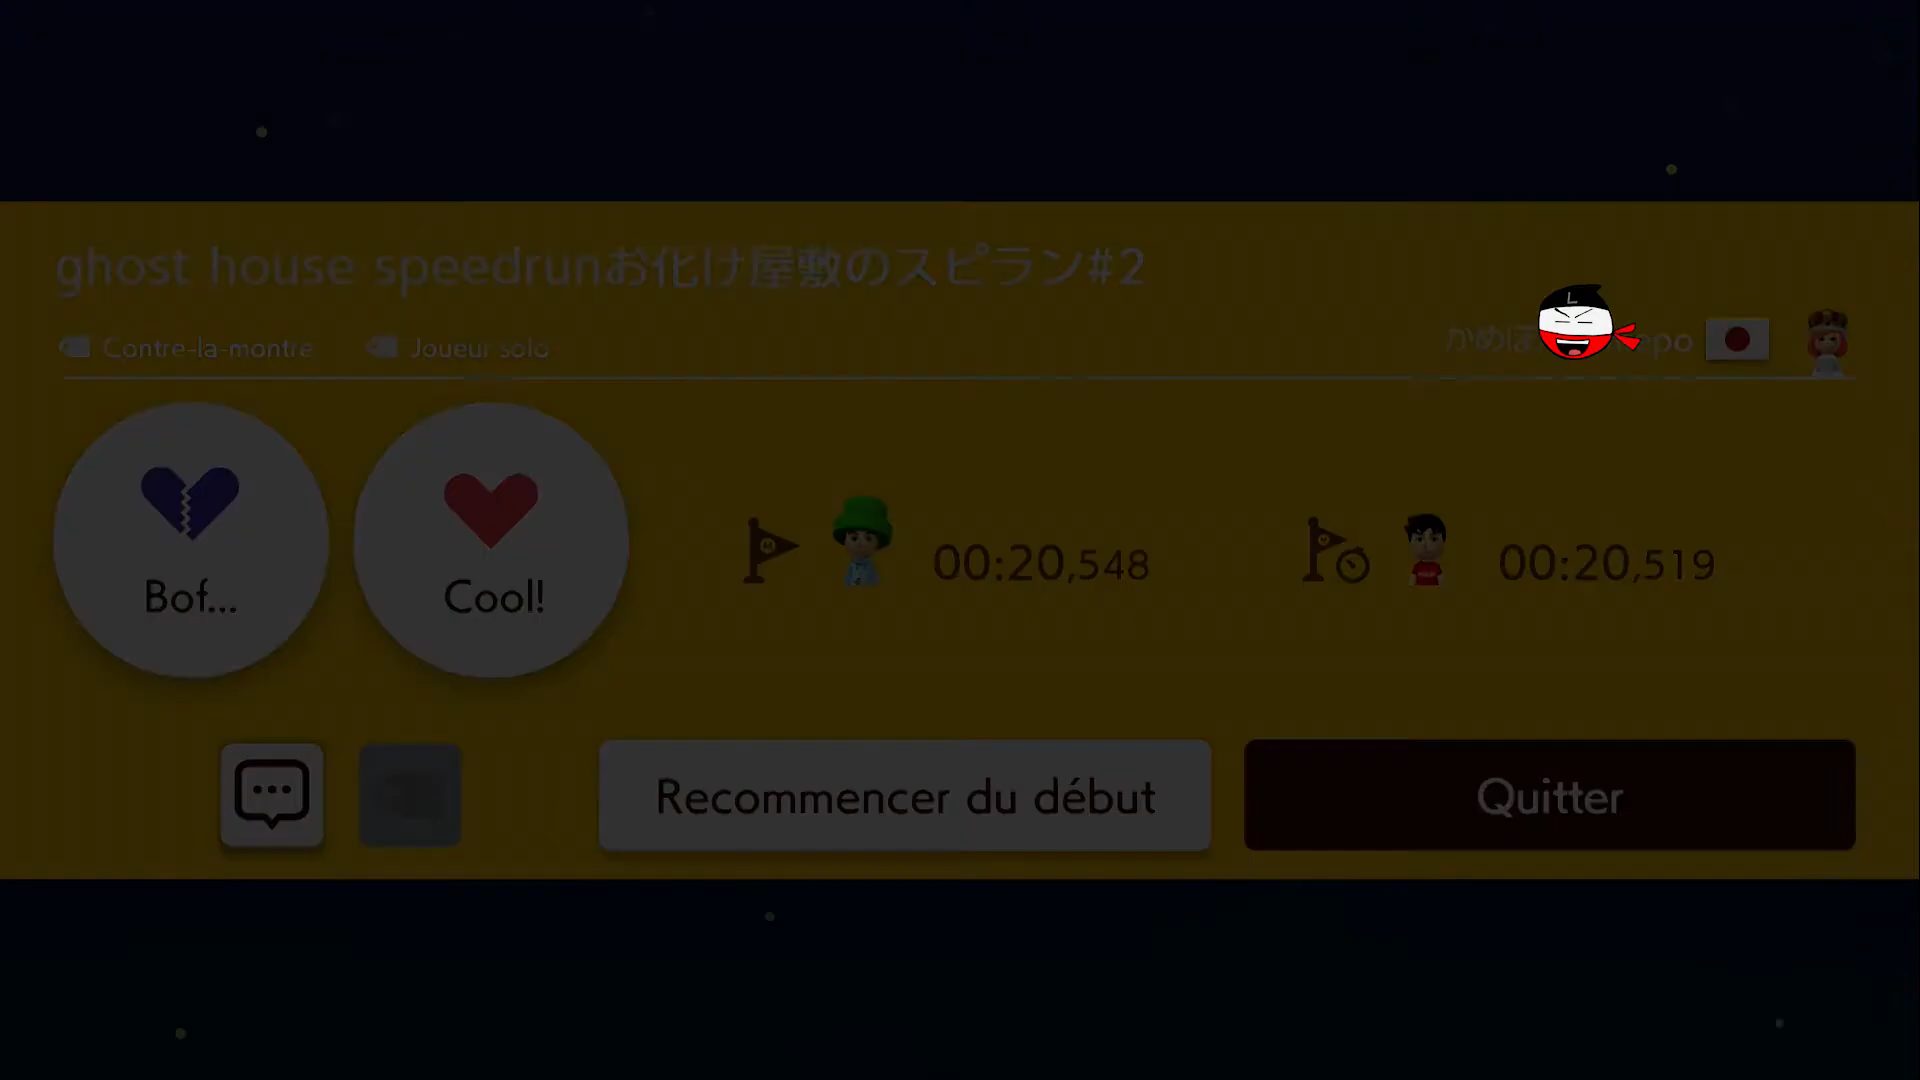 ghost house speedrunお化け屋敷のスピラン#2
Contre-la-montre
Joueur solo
L
Bof...
Cool!
00:20,548
00:20,519
Recommencer du début
Quitter